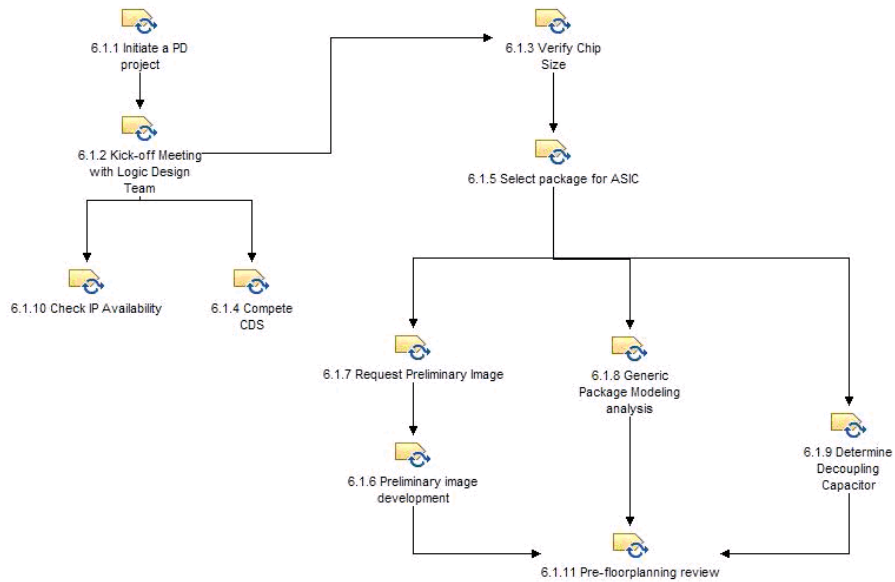 6.1.1 Initiate a PD
project
6.1.3 Verify Chip
Size
6.1.2 Kick-off Meeting
with Logic Design
Team
6.1.5 Select package for ASIC
6.1.10 Check IP Availability
6.1.4 Compete
CDS
6.1.7 Request Preliminary Image
6.1.8 Generic
Package Modeling
analysis
6.1.9 Determine
Decoupling
Capacitor
6.1.6 Preliminary image
development
6.1.11 Pre-floorplanning review